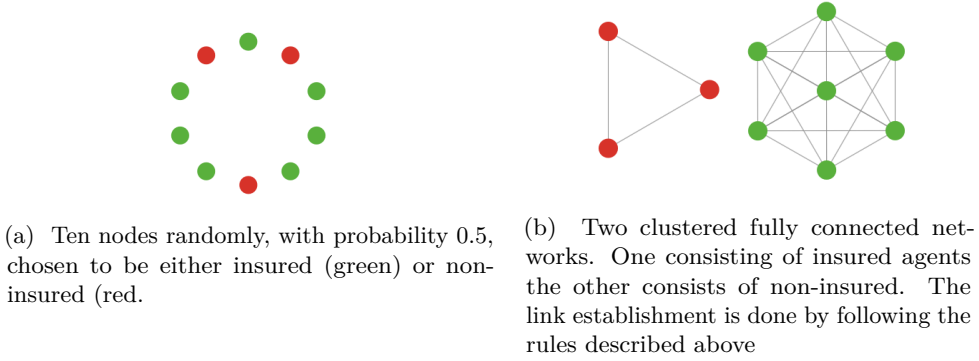 (a) Ten nodes randomly, with probability 0.5,
chosen to be either insured (green) or non-
insured (red.
(b) Two clustered fully connected net-
works. One consisting of insured agents
the other consists of non-insured. The
link establishment is done by following the
rules described above